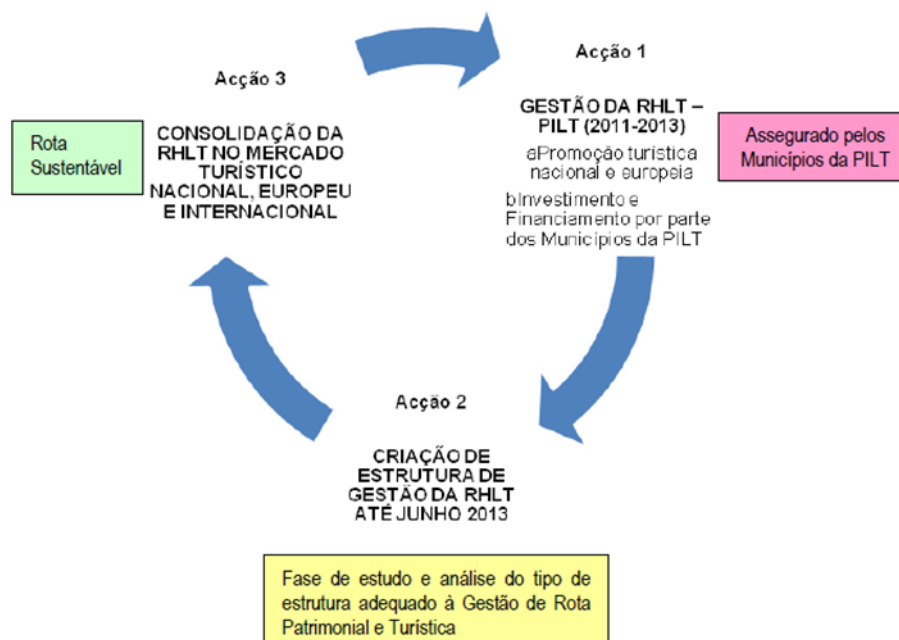 Acção 1
GESTÃO DA RHLT –
PILT (2011-2013)
aPromoção turística
nacional e europeia
bInvestimento e
Financiamento por parte
dos Municípios da PILT
Assegurado pelos
Municípios da PILT
Acção 2
CRIAÇÃO DE
ESTRUTURA DE
GESTÃO DA RHLT
ATÉ JUNHO 2013
Fase de estudo e análise do tipo de
estrutura adequado à Gestão de Rota
Patrimonial e Turística
Acção 3
CONSOLIDAÇÃO DA
RHLT NO MERCADO
TURÍSTICO
NACIONAL, EUROPEU
E INTERNACIONAL
Rota
Sustentável